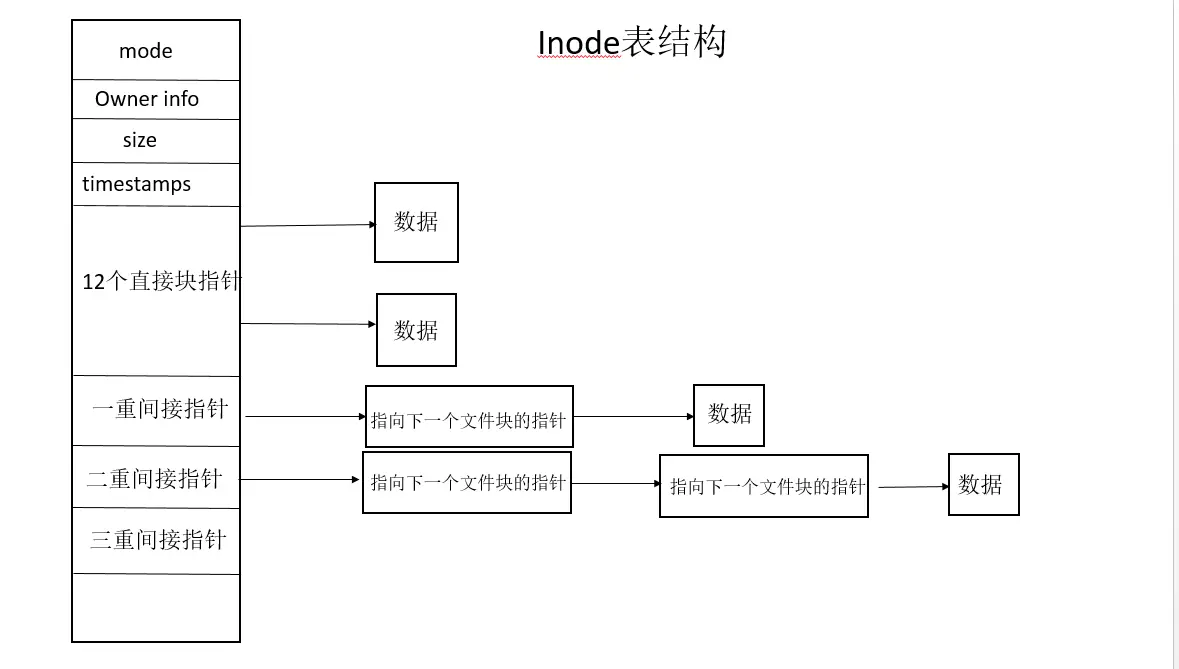 Inode表结构
mode
Owner info
size
timestamps
数据
12个直接块指针
数据
一重间接指针
指向下一个文件块的指针
数据
二重间接指针
指向下一个文件块的指针
指向下一个文件块的指针
数据
三重间接指针